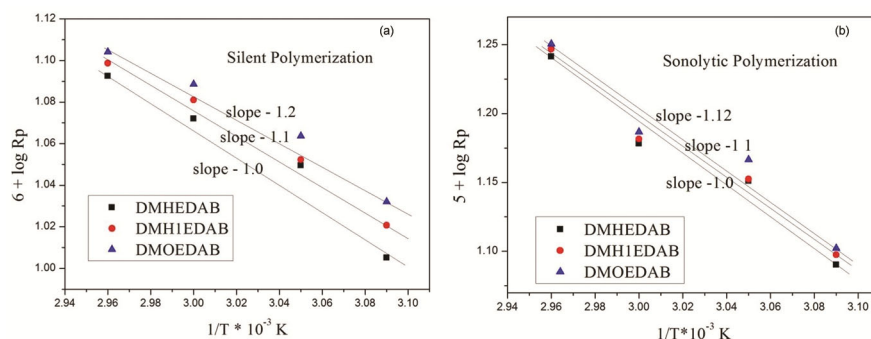 (a)
Silent Polymerization
1.12
1.10
1.08
1.06
1.04
1.02
1.00
6 + log Rp
slope - 1.2
slope - 1.1
slope - 1.0
DMHEDAB
DMH1EDAB
DMOEDAB
2.94 2.96 2.98 3.00 3.02 3.04 3.06 3.08 3.10
1/T * 10-3 K
(b)
Sonolytic Polymerization
1.25
1.20
1.15
1.10
5 + log Rp
slope -1.12
slope -1 1
slope -1.0
DMHEDAB
DMH1EDAB
DMOEDAB
2.94 2.96 2.98 3.00 3.02 3.04 3.06 3.08 3.10
1/T*10-3 K